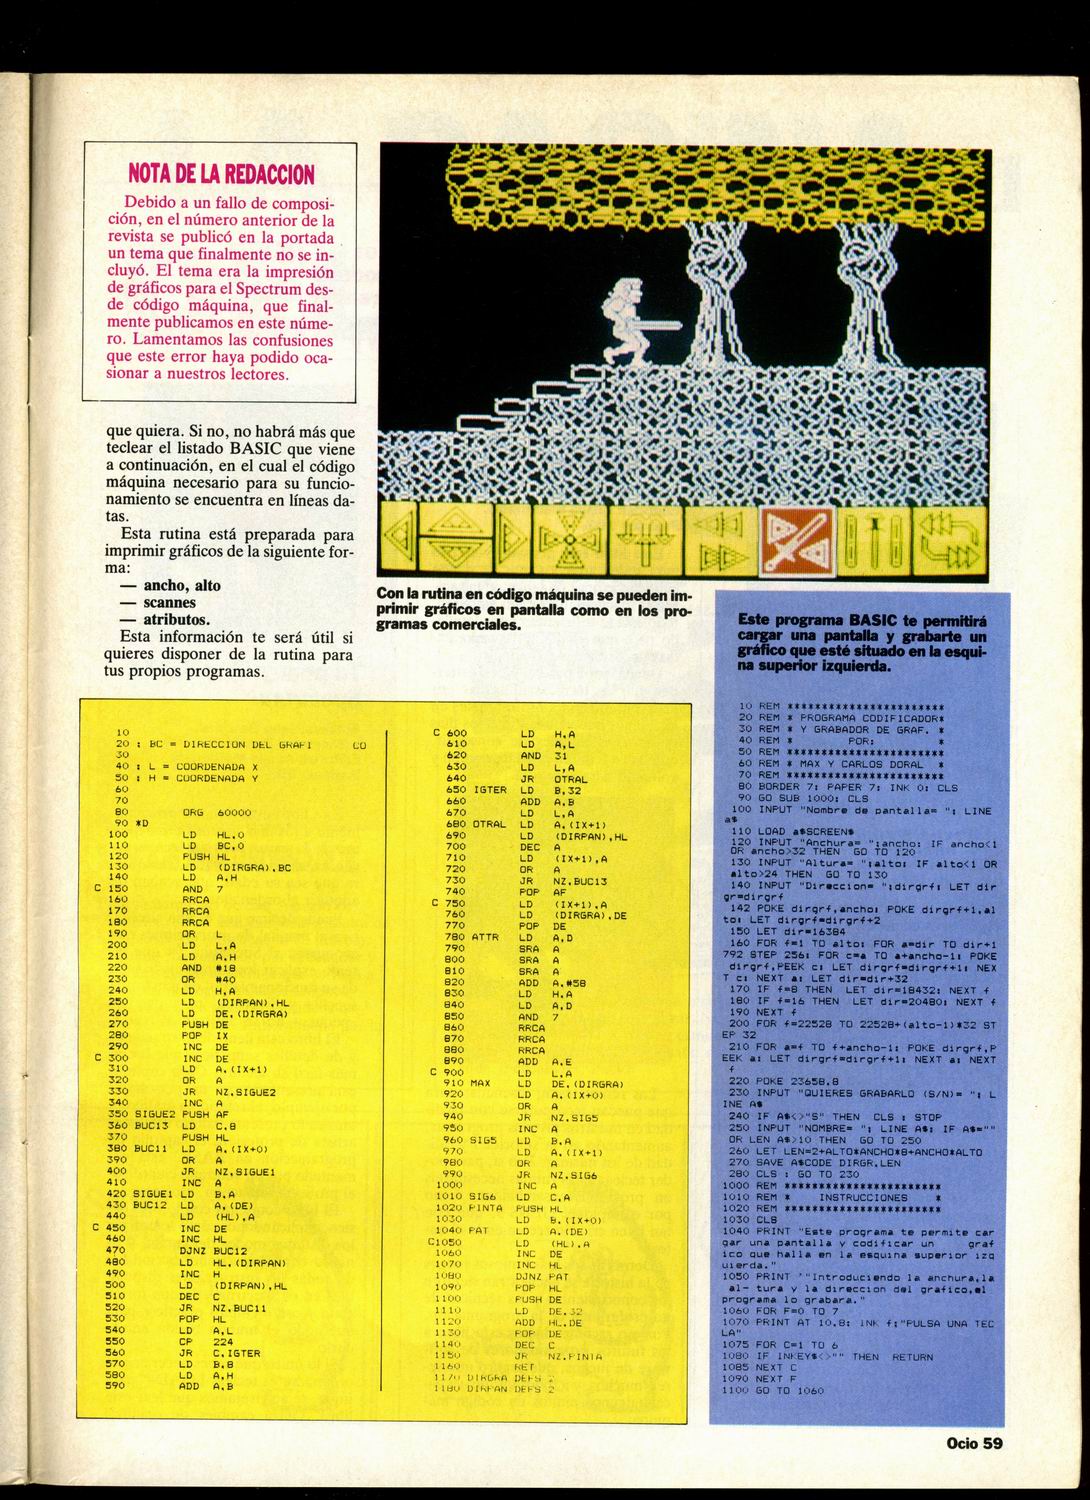 NOTA DE LA REDACCION
Debido a un fallo de composi-
ción, en el número anterior de la
revista se publicó en la portada
un tema que finalmente no se in-
cluyó. El tema era la impresión
de gráficos para el Spectrum des-
de código máquina, que final-
mente publicamos en este núme-
ro. Lamentamos las confusiones
que este error haya podido oca-
sionar a nuestros lectores.
que quiera. Si no, no habrá más que
teclear el listado BASIC que viene
a continuación, en el cual el código
máquina necesario para su funcio-
namiento se encuentra en líneas da-
tas.
Esta rutina está preparada para
imprimir gráficos de la siguiente for-
ma:
— ancho, alto
— scannes
— atributos.
Esta información te será útil si
quieres disponer de la rutina para
tus propios programas.
Con la rutina en código máquina se pueden im-
primir gráficos en pantalla como en los pro-
gramas comerciales.
10
20 ; BC = DIRECCION DEL GRAFI CO
30
40 ; L = COORDENADA X
50 ; H = COORDENADA Y
60
70
80 ORG 60000
90 *D
100 LD HL,0
110 LD BC,0
120 PUSH HL
130 LD (DIRGRA),BC
140 LD A,H
C 150 AND 7
160 RRCA
170 RRCA
180 RRCA
190 OR L
200 LD L,A
210 LD A,H
220 AND #18
230 OR #40
240 LD H,A
250 LD (DIRPAN),HL
260 LD DE,(DIRGRA)
270 PUSH DE
280 POP IX
290 INC DE
C 300 INC DE
310 LD A,(IX+1)
320 OR A
330 JR NZ,SIGUE2
340 INC A
350 SIGUE2 PUSH AF
360 BUC13 LD C,8
370 PUSH HL
380 BUC11 LD A,(IX+0)
390 OR A
400 JR NZ,SIGUE1
410 INC A
420 SIGUE1 LD B,A
430 BUC12 LD A,(DE)
440 LD (HL),A
C 450 INC DE
460 INC HL
470 DJNZ BUC12
480 LD HL,(DIRPAN)
490 INC H
500 LD (DIRPAN),HL
510 DEC C
520 JR NZ,BUC11
530 POP HL
540 LD A,L
550 CP 224
560 JR C,IGTER
570 LD B,8
580 LD A,H
590 ADD A,B
C 600 LD H,A
610 LD A,L
620 AND 31
630 LD L,A
640 JR OTRAL
650 IGTER LD B,32
660 ADD A,B
670 LD L,A
680 OTRAL LD A,(IX+1)
690 LD (DIRPAN),HL
700 DEC A
710 LD (IX+1),A
720 OR A
730 JR NZ,BUC13
740 POP AF
C 750 LD (IX+1),A
760 LD (DIRGRA),DE
770 POP DE
780 ATTR LD A,D
790 SRA A
800 SRA A
810 SRA A
820 ADD A,#58
830 LD H,A
840 LD A,D
850 AND 7
860 RRCA
870 RRCA
880 RRCA
890 ADD A,E
C 900 LD L,A
910 MAX LD DE,(DIRGRA)
920 LD A,(IX+0)
930 OR A
940 JR NZ,SIG5
950 INC A
960 SIG5 LD B,A
970 LD A,(IX+1)
980 OR A
990 JR NZ,SIG6
1000 INC A
1010 SIG6 LD C,A
1020 PINTA PUSH HL
1030 LD B,(IX+0)
1040 PAT LD A,(DE)
C1050 LD (HL),A
1060 INC DE
1070 INC HL
1080 DJNZ PAT
1090 POP HL
1100 PUSH DE
1110 LD DE,32
1120 ADD HL,DE
1130 POP DE
1140 DEC C
1150 JR NZ,PINTA
1160 RET
1170 DIRGRA DEFS 2
1180 DIRPAN DEFS 2
Este programa BASIC te permitirá
cargar una pantalla y grabarte un
gráfico que esté situado en la esqui-
na superior izquierda.
10 REM ***********************
20 REM * PROGRAMA CODIFICADOR*
30 REM * Y GRABADOR DE GRAF. *
40 REM * POR: *
50 REM ***********************
60 REM * MAX Y CARLOS DORAL *
70 REM ***********************
80 BORDER 7: PAPER 7: INK 0: CLS
90 GO SUB 1000: CLS
100 INPUT "Nombre de pantalla= "; LINE
a$
110 LOAD a$SCREEN$
120 INPUT "Anchura= ";ancho: IF ancho<1
OR ancho>32 THEN GO TO 120
130 INPUT "Altura= ";alto: IF alto<1 OR
alto>24 THEN GO TO 130
140 INPUT "Direccion= ";dirgrf: LET dir
gr=dirgrf
142 POKE dirgrf,ancho: POKE dirgrf+1,al
to: LET dirgrf=dirgrf+2
150 LET dir=16384
160 FOR f=1 TO alto: FOR a=dir TO dir+1
792 STEP 256: FOR c=a TO a+ancho-1: POKE
dirgrf,PEEK c: LET dirgrf=dirgrf+1: NEX
T c: NEXT a: LET dir=dir+32
170 IF f=8 THEN LET dir=18432: NEXT f
180 IF f=16 THEN LET dir=20480: NEXT f
190 NEXT f
200 FOR f=22528 TO 22528+(alto-1)*32 ST
EP 32
210 FOR a=f TO f+ancho-1: POKE dirgrf,P
EEK a: LET dirgrf=dirgrf+1: NEXT a: NEXT
f
220 POKE 23658,8
230 INPUT "QUIERES GRABARLO (S/N)= "; L
INE A$
240 IF A$<>"S" THEN CLS : STOP
250 INPUT "NOMBRE= "; LINE A$: IF A$=""
OR LEN A$>10 THEN GO TO 250
260 LET LEN=2+ALTO*ANCHO*8+ANCHO*ALTO
270 SAVE A$CODE DIRGR,LEN
280 CLS : GO TO 230
1000 REM ***********************
1010 REM * INSTRUCCIONES *
1020 REM ***********************
1030 CLS
1040 PRINT "Este programa te permite car
gar una pantalla y codificar un graf
ico que halla en la esquina superior izq
uierda."
1050 PRINT '"Introduciendo la anchura,la
al- tura y la direccion del grafico,el
programa lo grabara."
1060 FOR F=0 TO 7
1070 PRINT AT 10,8; INK f;"PULSA UNA TEC
LA"
1075 FOR C=1 TO 6
1080 IF INKEY$<>"" THEN RETURN
1085 NEXT C
1090 NEXT F
1100 GO TO 1060
Ocio 59